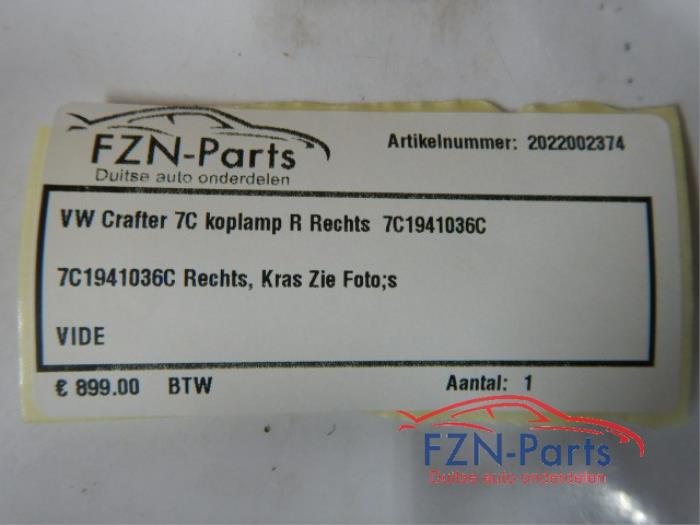 FZN-Parts
Duitse auto onderdelen
Artikelnummer: 2022002374
VW Crafter 7C koplamp R Rechts 7C1941036C
7C1941036C Rechts, Kras Zie Foto;s
VIDE
€ 899.00 BTW
Aantal: 1
FZN-Parts
Duitse auto onderdelen